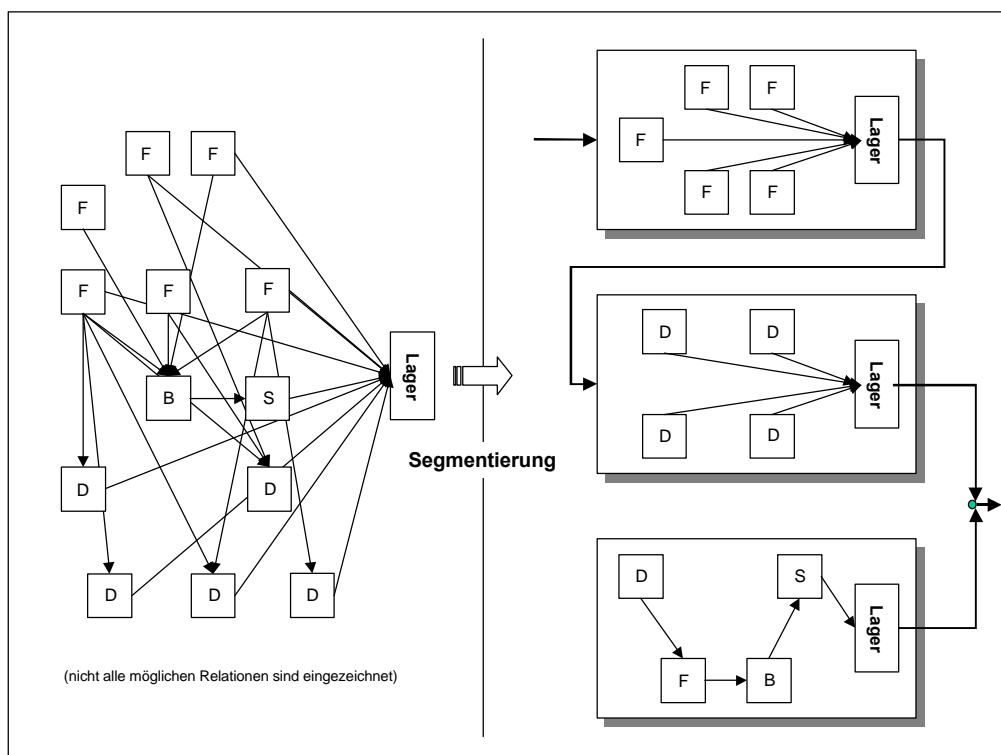 F F
F
F F F
B S
Lager
D D
D D D
(nicht alle möglichen Relationen sind eingezeichnet)
Segmentierung
F F
F
F F
Lager
D D
D D
Lager
D S
F B
Lager